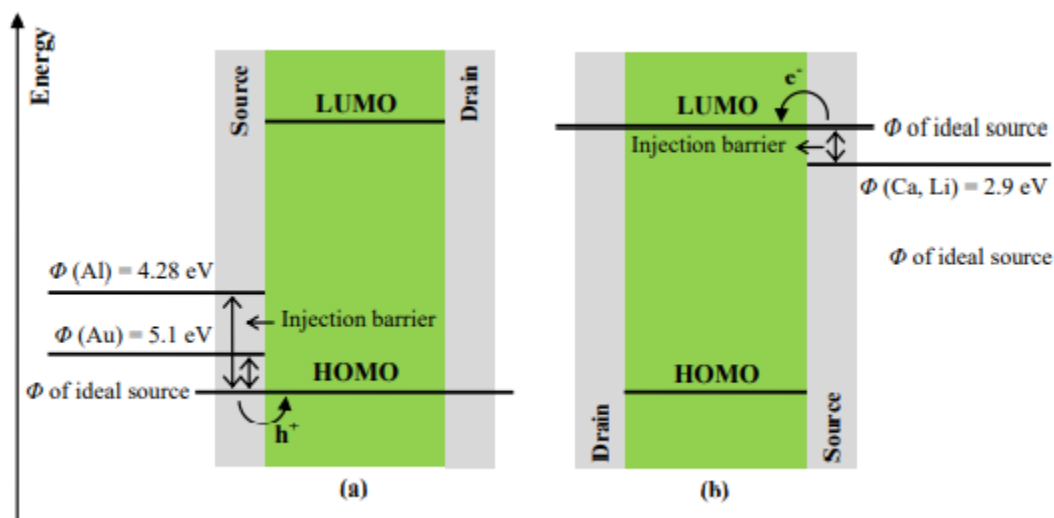 Energy
Source
LUMO
Drain
Φ (Al) = 4.28 eV
Injection barrier
Φ (Au) = 5.1 eV
HOMO
Φ of ideal source
h⁺
(a)
e⁻
LUMO
Φ of ideal source
Injection barrier
Φ (Ca, Li) = 2.9 eV
Φ of ideal source
HOMO
Drain
Source
(b)